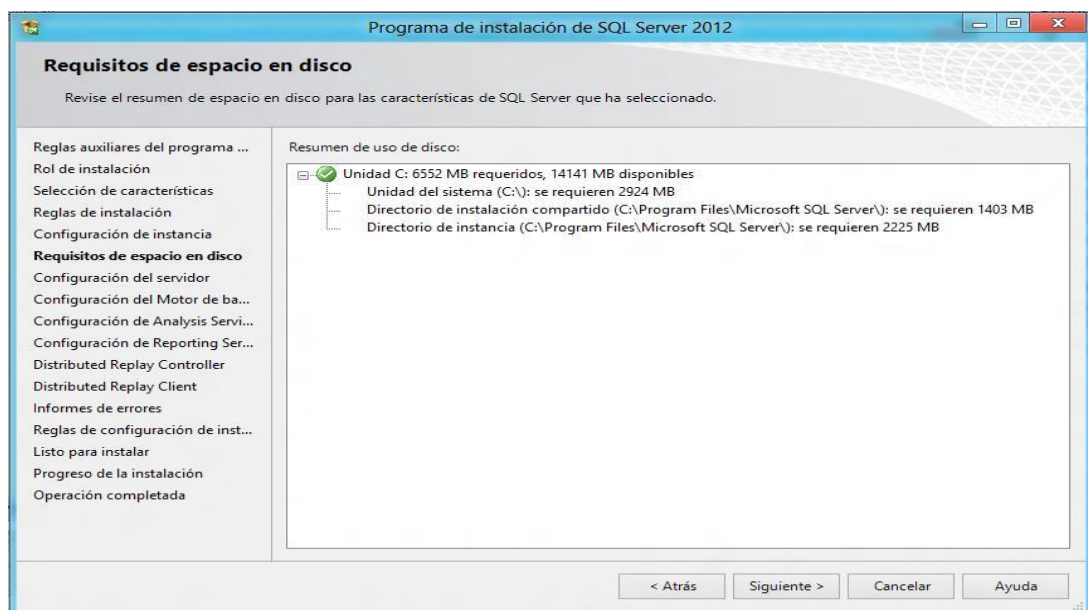 Programa de instalación de SQL Server 2012
Requisitos de espacio en disco
Revise el resumen de espacio en disco para las características de SQL Server que ha seleccionado.
Reglas auxiliares del programa ...
Rol de instalación
Selección de características
Reglas de instalación
Configuración de instancia
Requisitos de espacio en disco
Configuración del servidor
Configuración del Motor de ba...
Configuración de Analysis Servi...
Configuración de Reporting Ser...
Distributed Replay Controller
Distributed Replay Client
Informes de errores
Reglas de configuración de inst...
Listo para instalar
Progreso de la instalación
Operación completada
Resumen de uso de disco:
Unidad C: 6552 MB requeridos, 14141 MB disponibles
Unidad del sistema (C:\): se requieren 2924 MB
Directorio de instalación compartido (C:\Program Files\Microsoft SQL Server\): se requieren 1403 MB
Directorio de instancia (C:\Program Files\Microsoft SQL Server\): se requieren 2225 MB
< Atrás Siguiente > Cancelar Ayuda